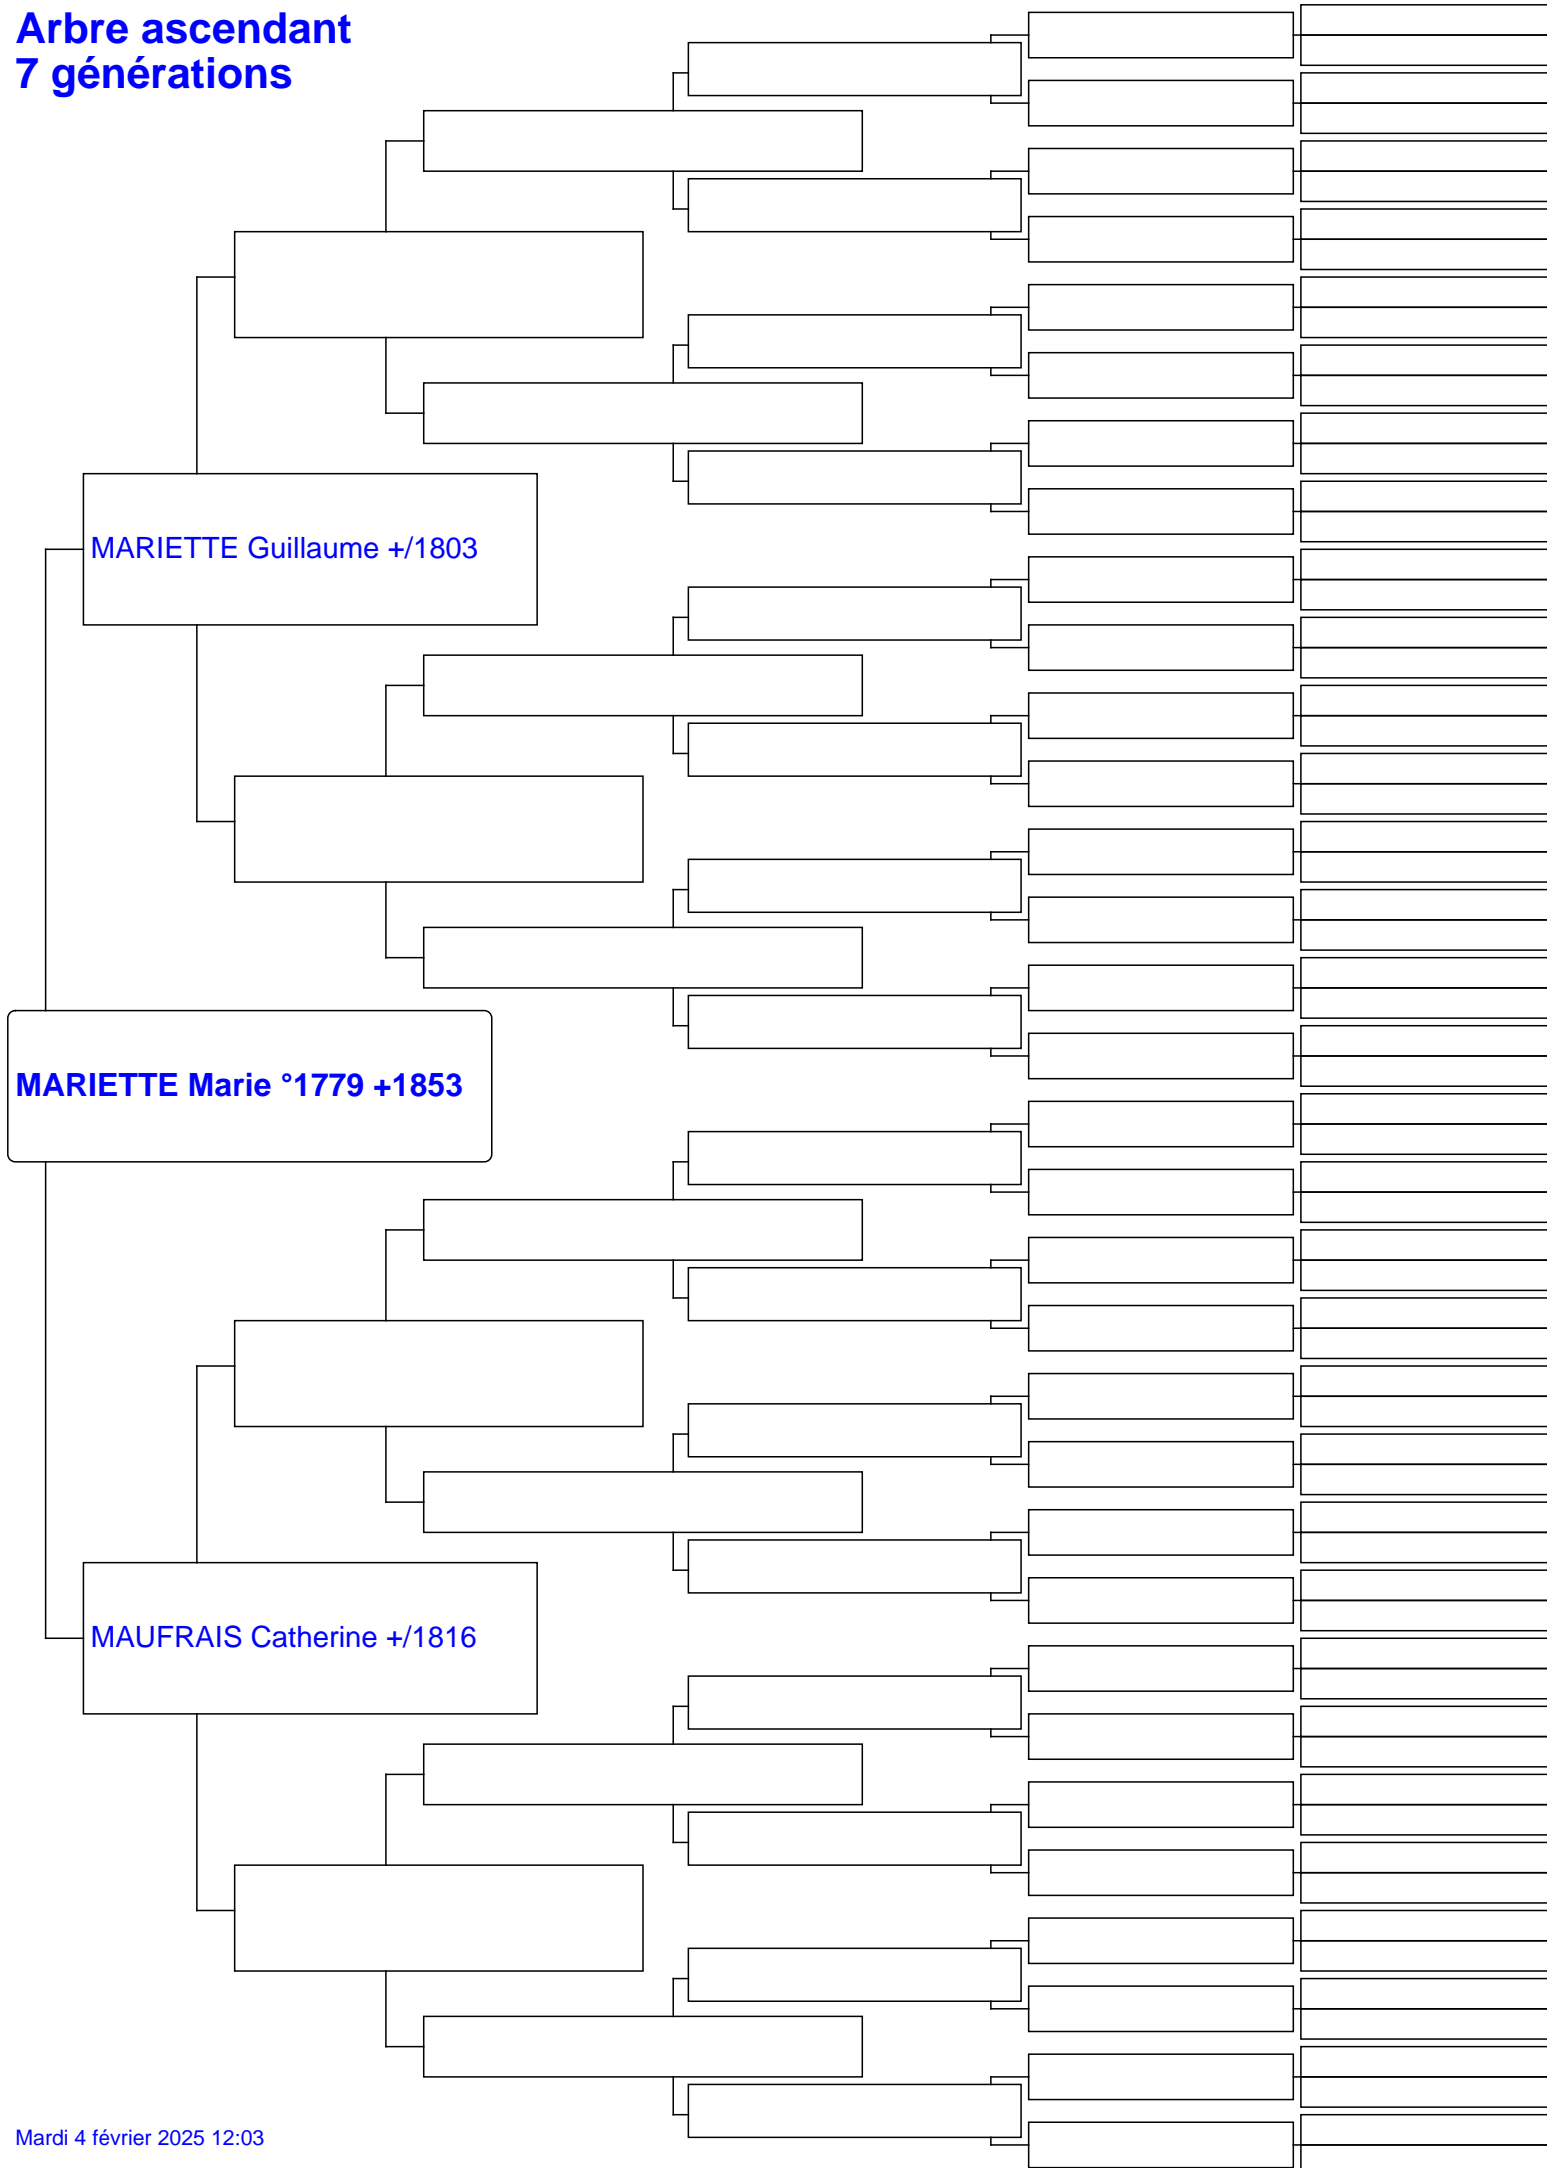 Arbre ascendant
7 générations
MARIETTE Guillaume +/1803
MARIETTE Marie °1779 +1853
MAUFRAIS Catherine +/1816
Mardi 4 février 2025 12:03